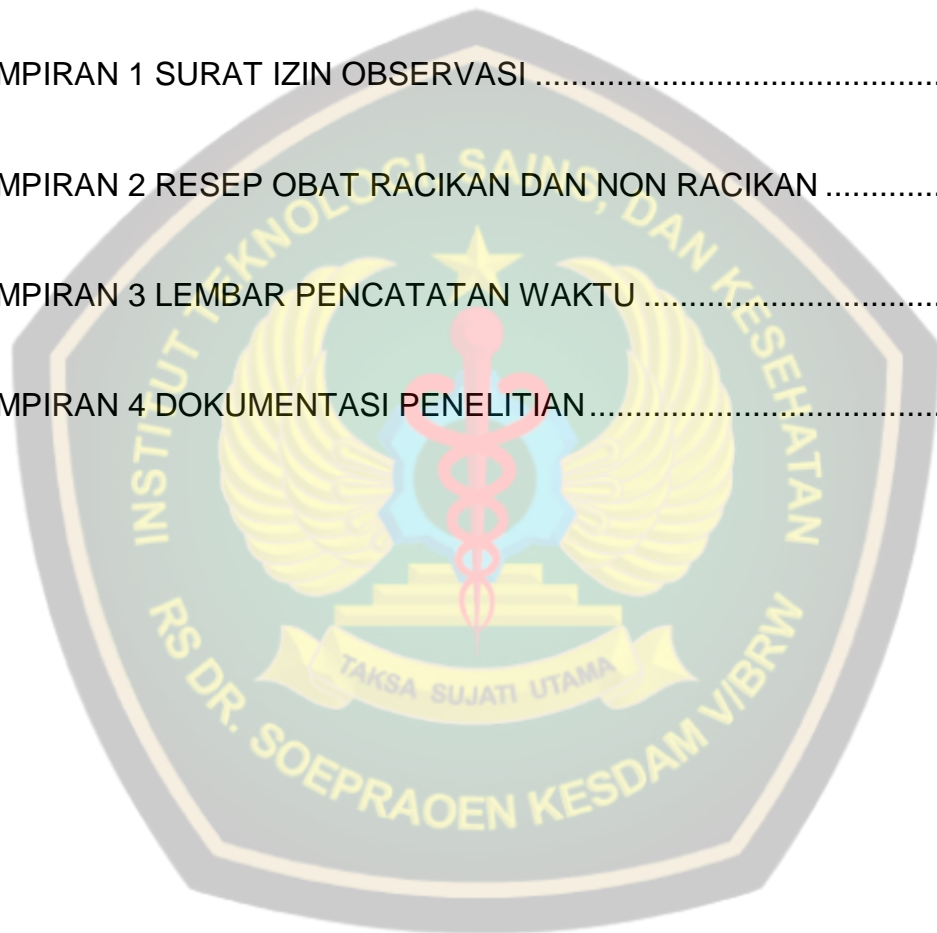 MPIRAN 1 SURAT IZIN OBSERVASI ............................................
MPIRAN 2 RESEP OBAT RACIKAN DAN NON RACIKAN ............
MPIRAN 3 LEMBAR PENCATATAN WAKTU ................................
MPIRAN 4 DOKUMENTASI PENELITIAN ......................................
INSTITUT TEKNOLOGI, SAINS, DAN KESEHATAN
TAKSA SUJATI UTAMA
RS DR. SOEPRAOEN KESDAM V/BRW